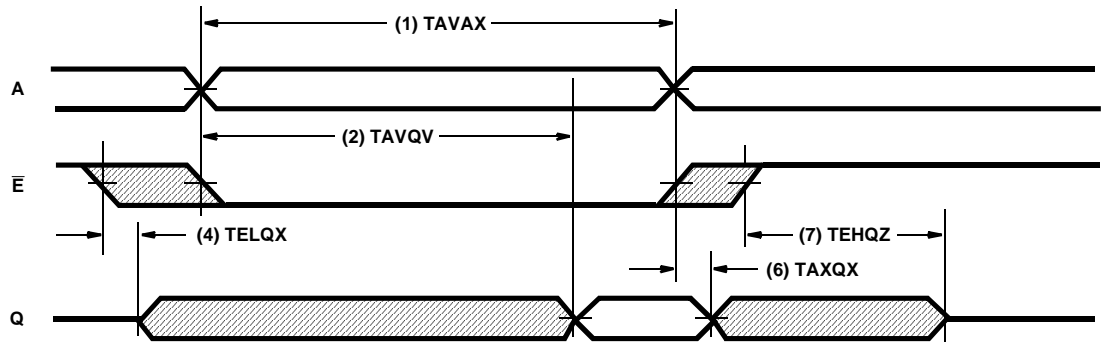 (1) TAVAX
A
(2) TAVQV
E̅
(4) TELQX
(7) TEHQZ
(6) TAXQX
Q